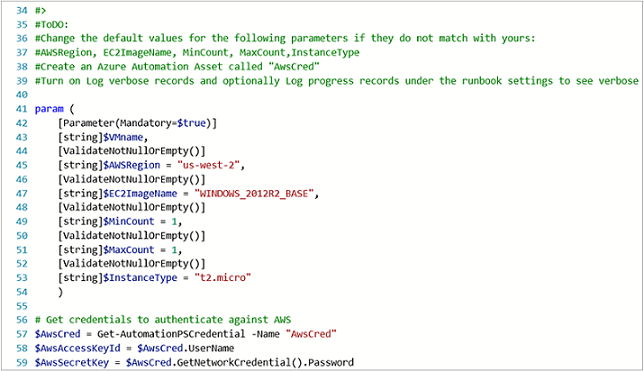 34 #>
35 #ToDO:
36 #Change the default values for the following parameters if they do not match with yours:
37 #AWSRegion, EC2ImageName, MinCount, MaxCount,InstanceType
38 #Create an Azure Automation Asset called "AwsCred"
39 #Turn on Log verbose records and optionally Log progress records under the runbook settings to see verbose
40
41 param (
42 [Parameter(Mandatory=$true)]
43 [string]$VMname,
44 [ValidateNotNullOrEmpty()]
45 [string]$AWSRegion = "us-west-2",
46 [ValidateNotNullOrEmpty()]
47 [string]$EC2ImageName = "WINDOWS_2012R2_BASE",
48 [ValidateNotNullOrEmpty()]
49 [string]$MinCount = 1,
50 [ValidateNotNullOrEmpty()]
51 [string]$MaxCount = 1,
52 [ValidateNotNullOrEmpty()]
53 [string]$InstanceType = "t2.micro"
54 )
55
56 # Get credentials to authenticate against AWS
57 $AwsCred = Get-AutomationPSCredential -Name "AwsCred"
58 $AwsAccessKeyId = $AwsCred.UserName
59 $AwsSecretKey = $AwsCred.GetNetworkCredential().Password